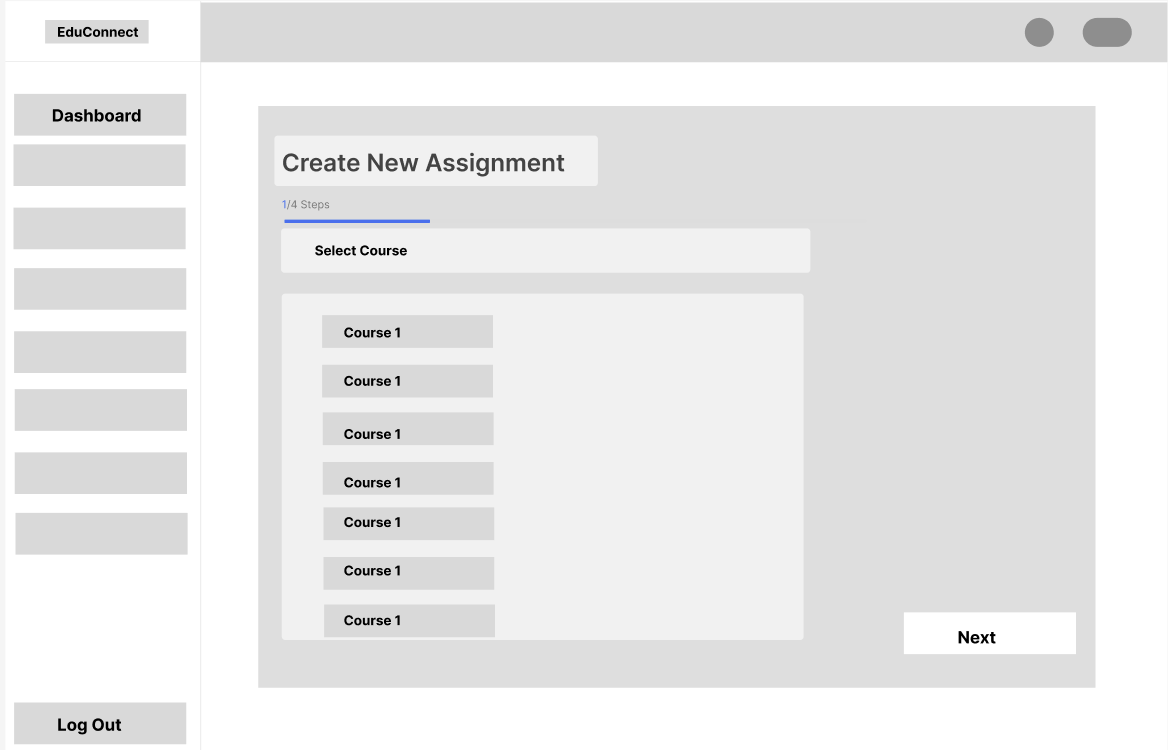 EduConnect
Dashboard
Create New Assignment
1/4 Steps
Select Course
Course 1
Course 1
Course 1
Course 1
Course 1
Course 1
Course 1
Next
Log Out